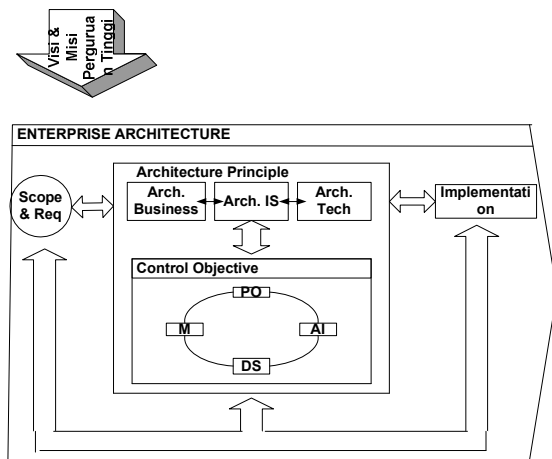 Visi &
Misi
Pergurua
n Tinggi
ENTERPRISE ARCHITECTURE
Scope
& Req
Architecture Principle
Arch.
Business
Arch. IS
Arch.
Tech
Implementati
on
Control Objective
PO
M
AI
DS